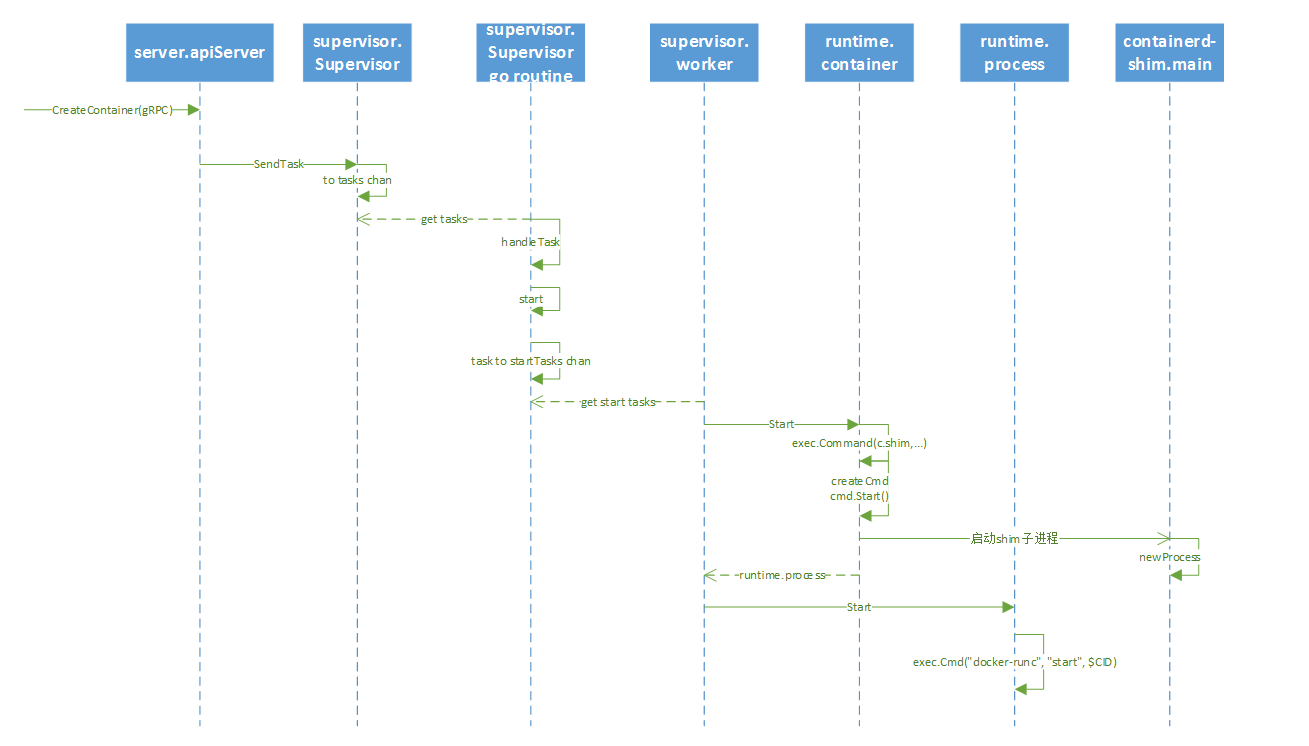 server.apiServer
supervisor.
Supervisor
supervisor.
Supervisor
go routine
supervisor.
worker
runtime.
container
runtime.
process
containerd-
shim.main
CreateContainer(gRPC)
SendTask
to tasks chan
get tasks
handleTask
start
task to startTasks chan
get start tasks
Start
exec.Command(c.shim,...)
createCmd
cmd.Start()
启动shim子进程
newProcess
runtime.process
Start
exec.Cmd("docker-runc", "start", $CID)